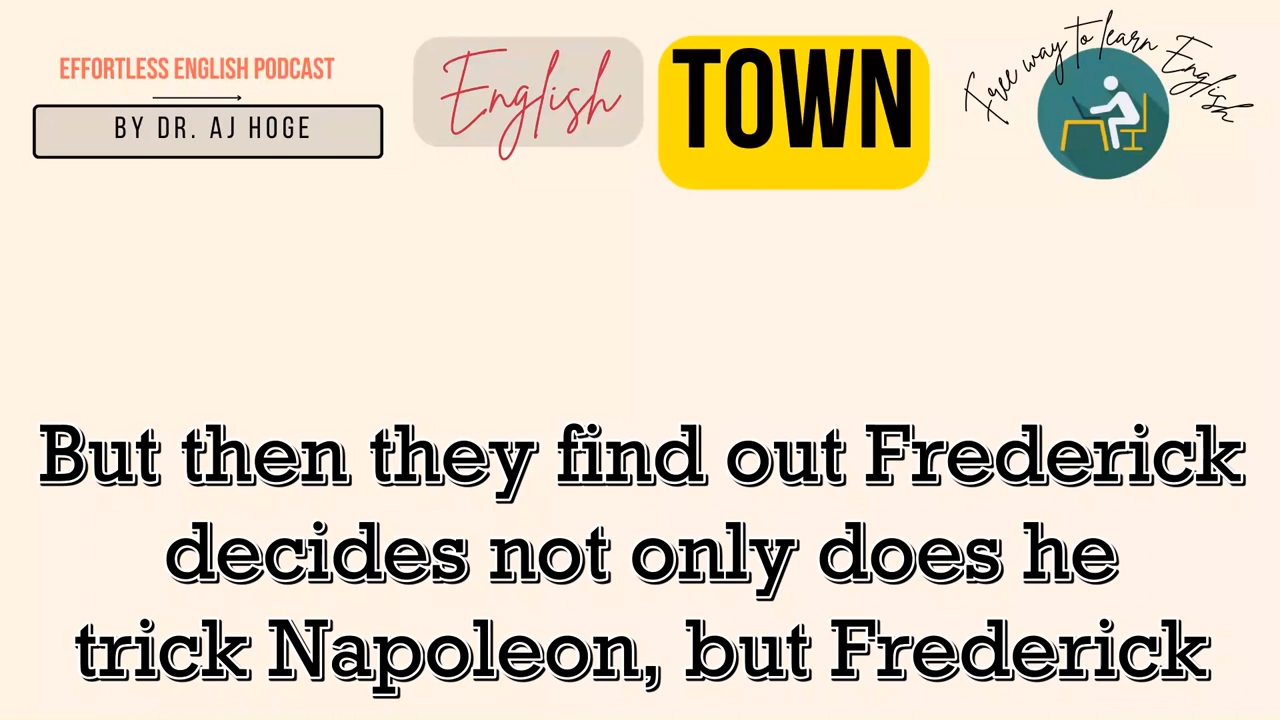 EFFORTLESS ENGLISH PODCAST
BY DR. AJ HOGE
English
TOWN
Free way to learn English
But then they find out Frederick
decides not only does he
trick Napoleon, but Frederick